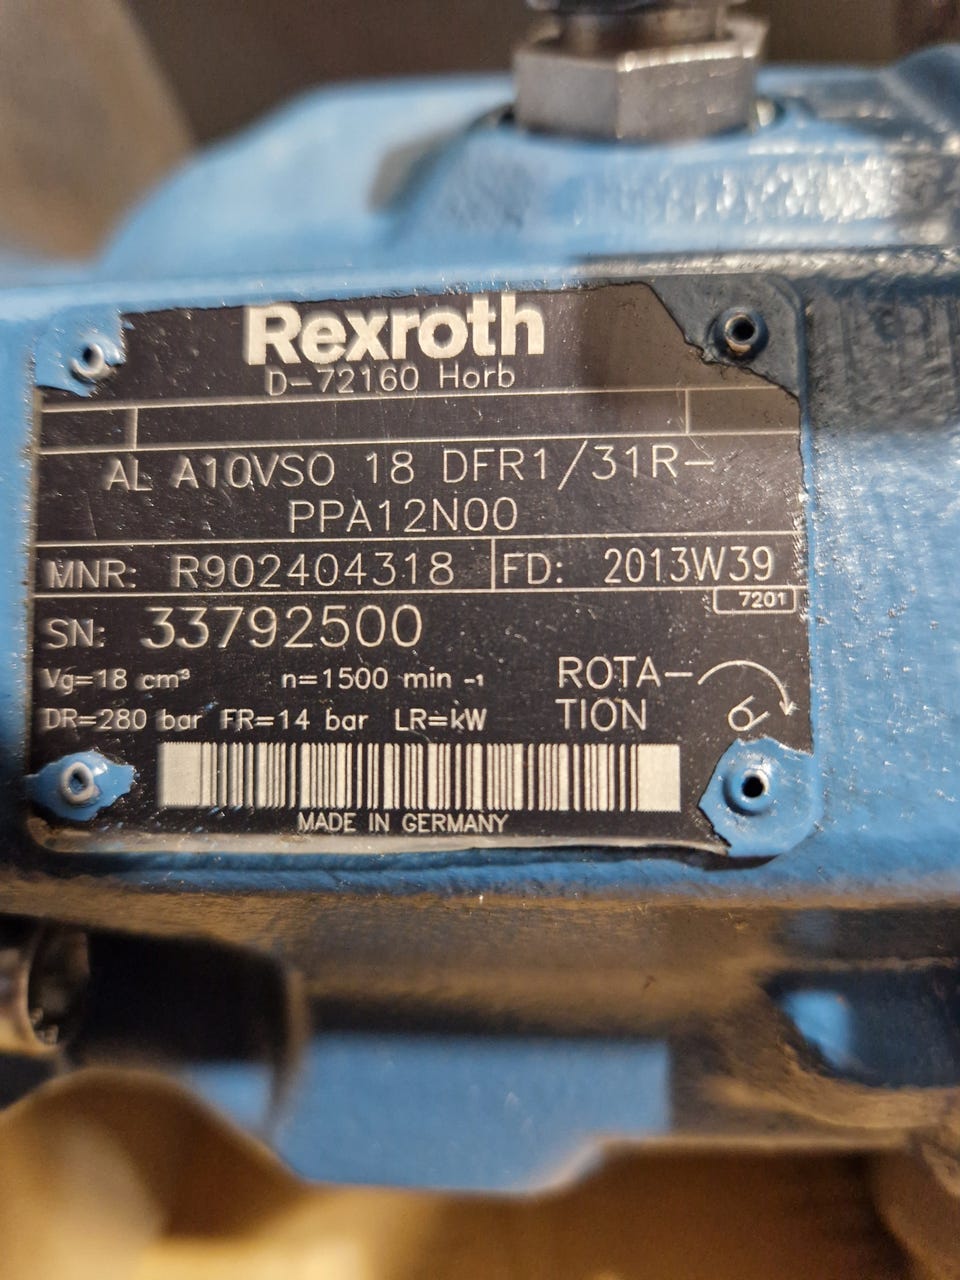 Rexroth
D-72160 Horb
AL A10VSO 18 DFR1/31R-
PPA12N00
MNR: R902404318 FD: 2013W39
7201
SN: 33792500
Vg=18 cm³ n=1500 min -1
DR=280 bar FR=14 bar LR=kW
ROTA-
TION
MADE IN GERMANY